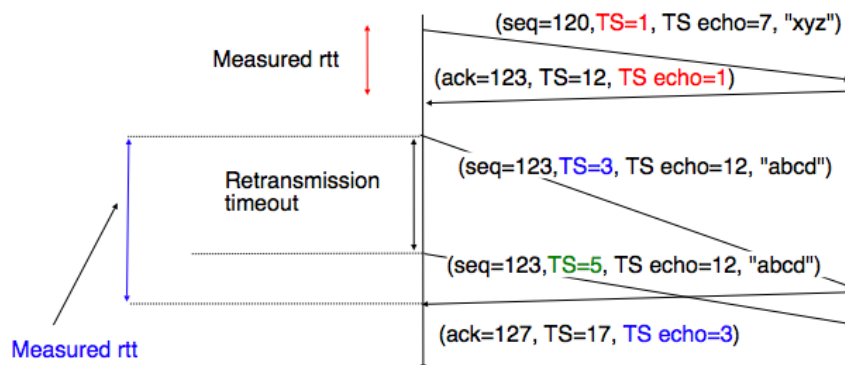 (seq=120,TS=1, TS echo=7, "xyz")
Measured rtt
(ack=123, TS=12, TS echo=1)
(seq=123,TS=3, TS echo=12, "abcd")
Retransmission
timeout
(seq=123,TS=5, TS echo=12, "abcd")
(ack=127, TS=17, TS echo=3)
Measured rtt